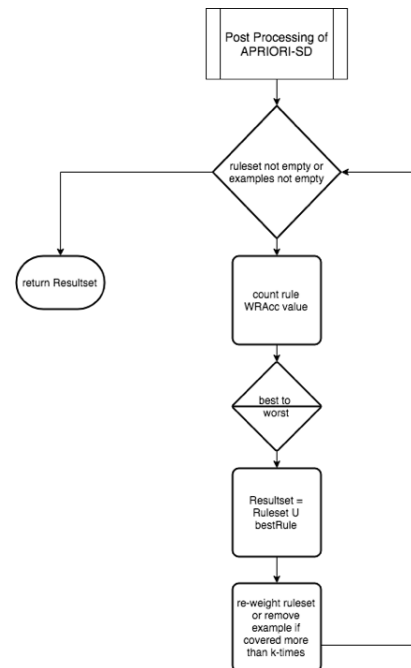 Post Processing of
APRIORI-SD
ruleset not empty or
examples not empty
return Resultset
count rule
WRAcc value
best to
worst
Resultset =
Ruleset U
bestRule
re-weight ruleset
or remove
example if
covered more
than k-times